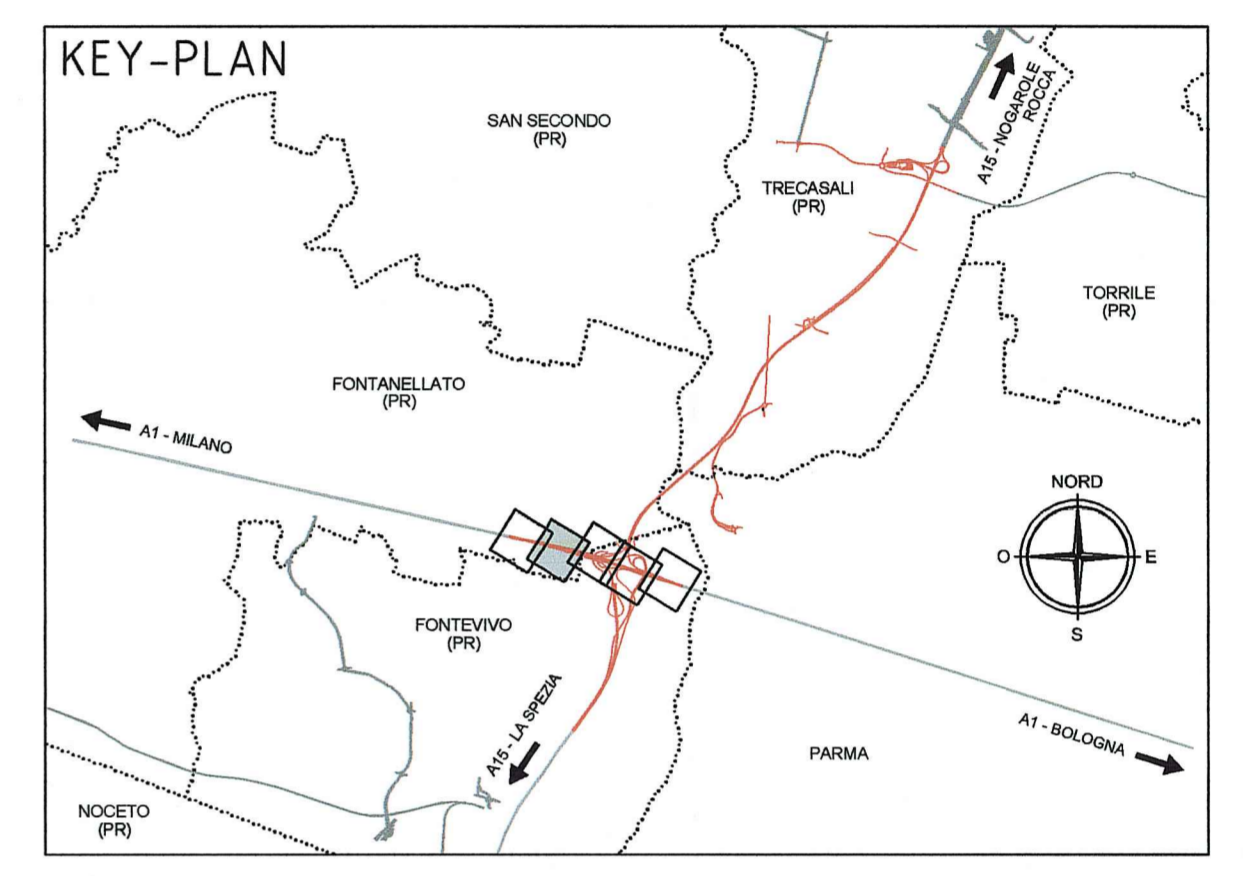 KEY-PLAN
SAN SECONDO
(PR)
A15 - NOGAROLE
ROCCA
TRECASALI
(PR)
TORRILE
(PR)
FONTANELLATO
(PR)
A1 - MILANO
NORD
O
E
S
FONTEVIVO
(PR)
A15 - LA SPEZIA
A1 - BOLOGNA
PARMA
NOCETO
(PR)